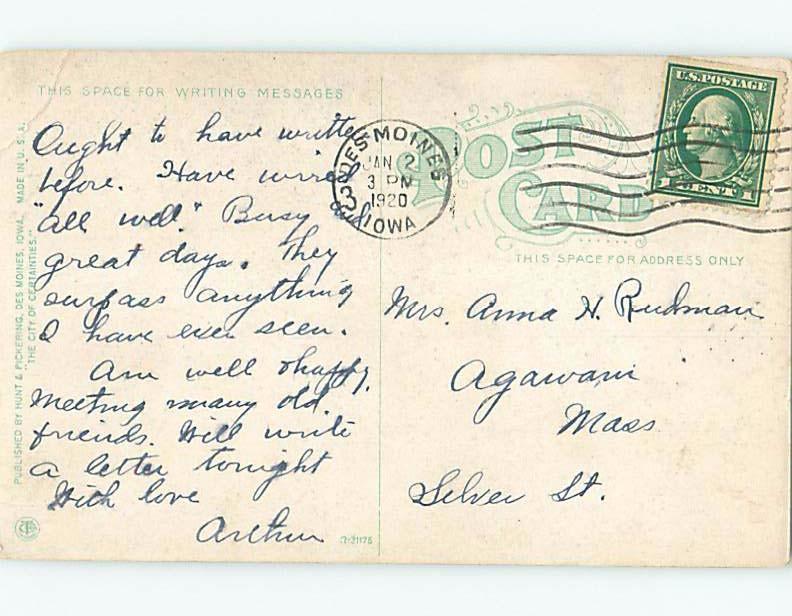 THIS SPACE FOR WRITING MESSAGES
Ought to have written
before. Have wired
"all well." Busy
great days. They
surpass anything
I have ever seen.
Am well & happy,
Meeting many old
friends. Will write
a letter tonight
With love
Arthur
PUBLISHED BY HUNT & PICKERING, DES MOINES, IOWA. MADE IN U.S.A.
"THE CITY OF CERTAINTIES."
DES MOINES
JAN 2
3 PM
1920
IOWA
POST
CARD
U.S. POSTAGE
1 CENT 1
THIS SPACE FOR ADDRESS ONLY
Mrs. Anna H. Rudman
Agawam
Mass
Silver St.